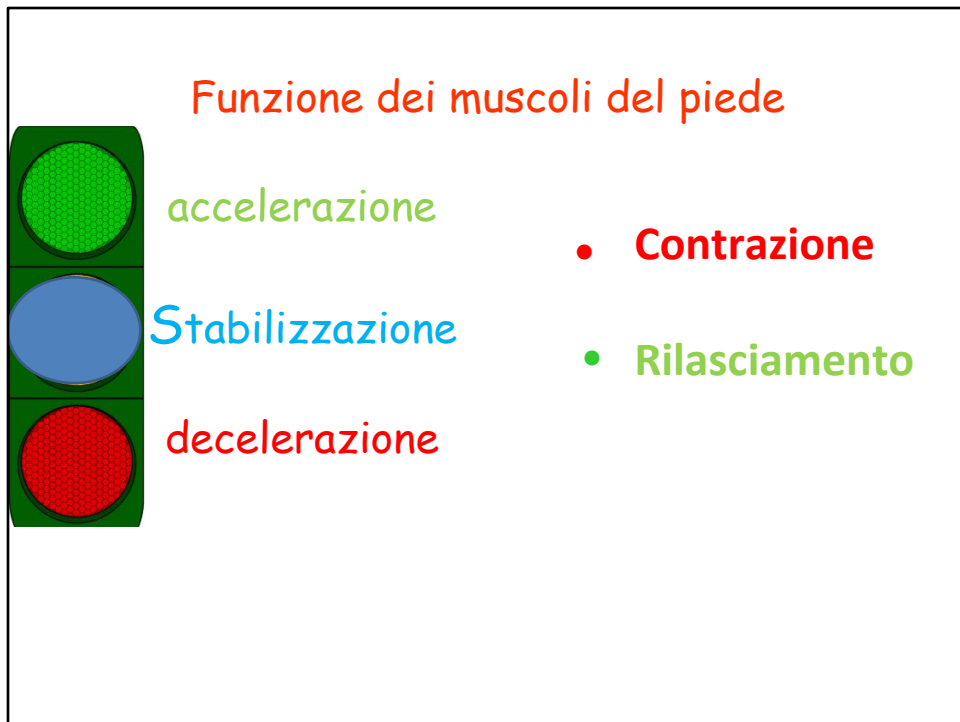 Funzione dei muscoli del piede
accelerazione
Stabilizzazione
decelerazione
• Contrazione
• Rilasciamento